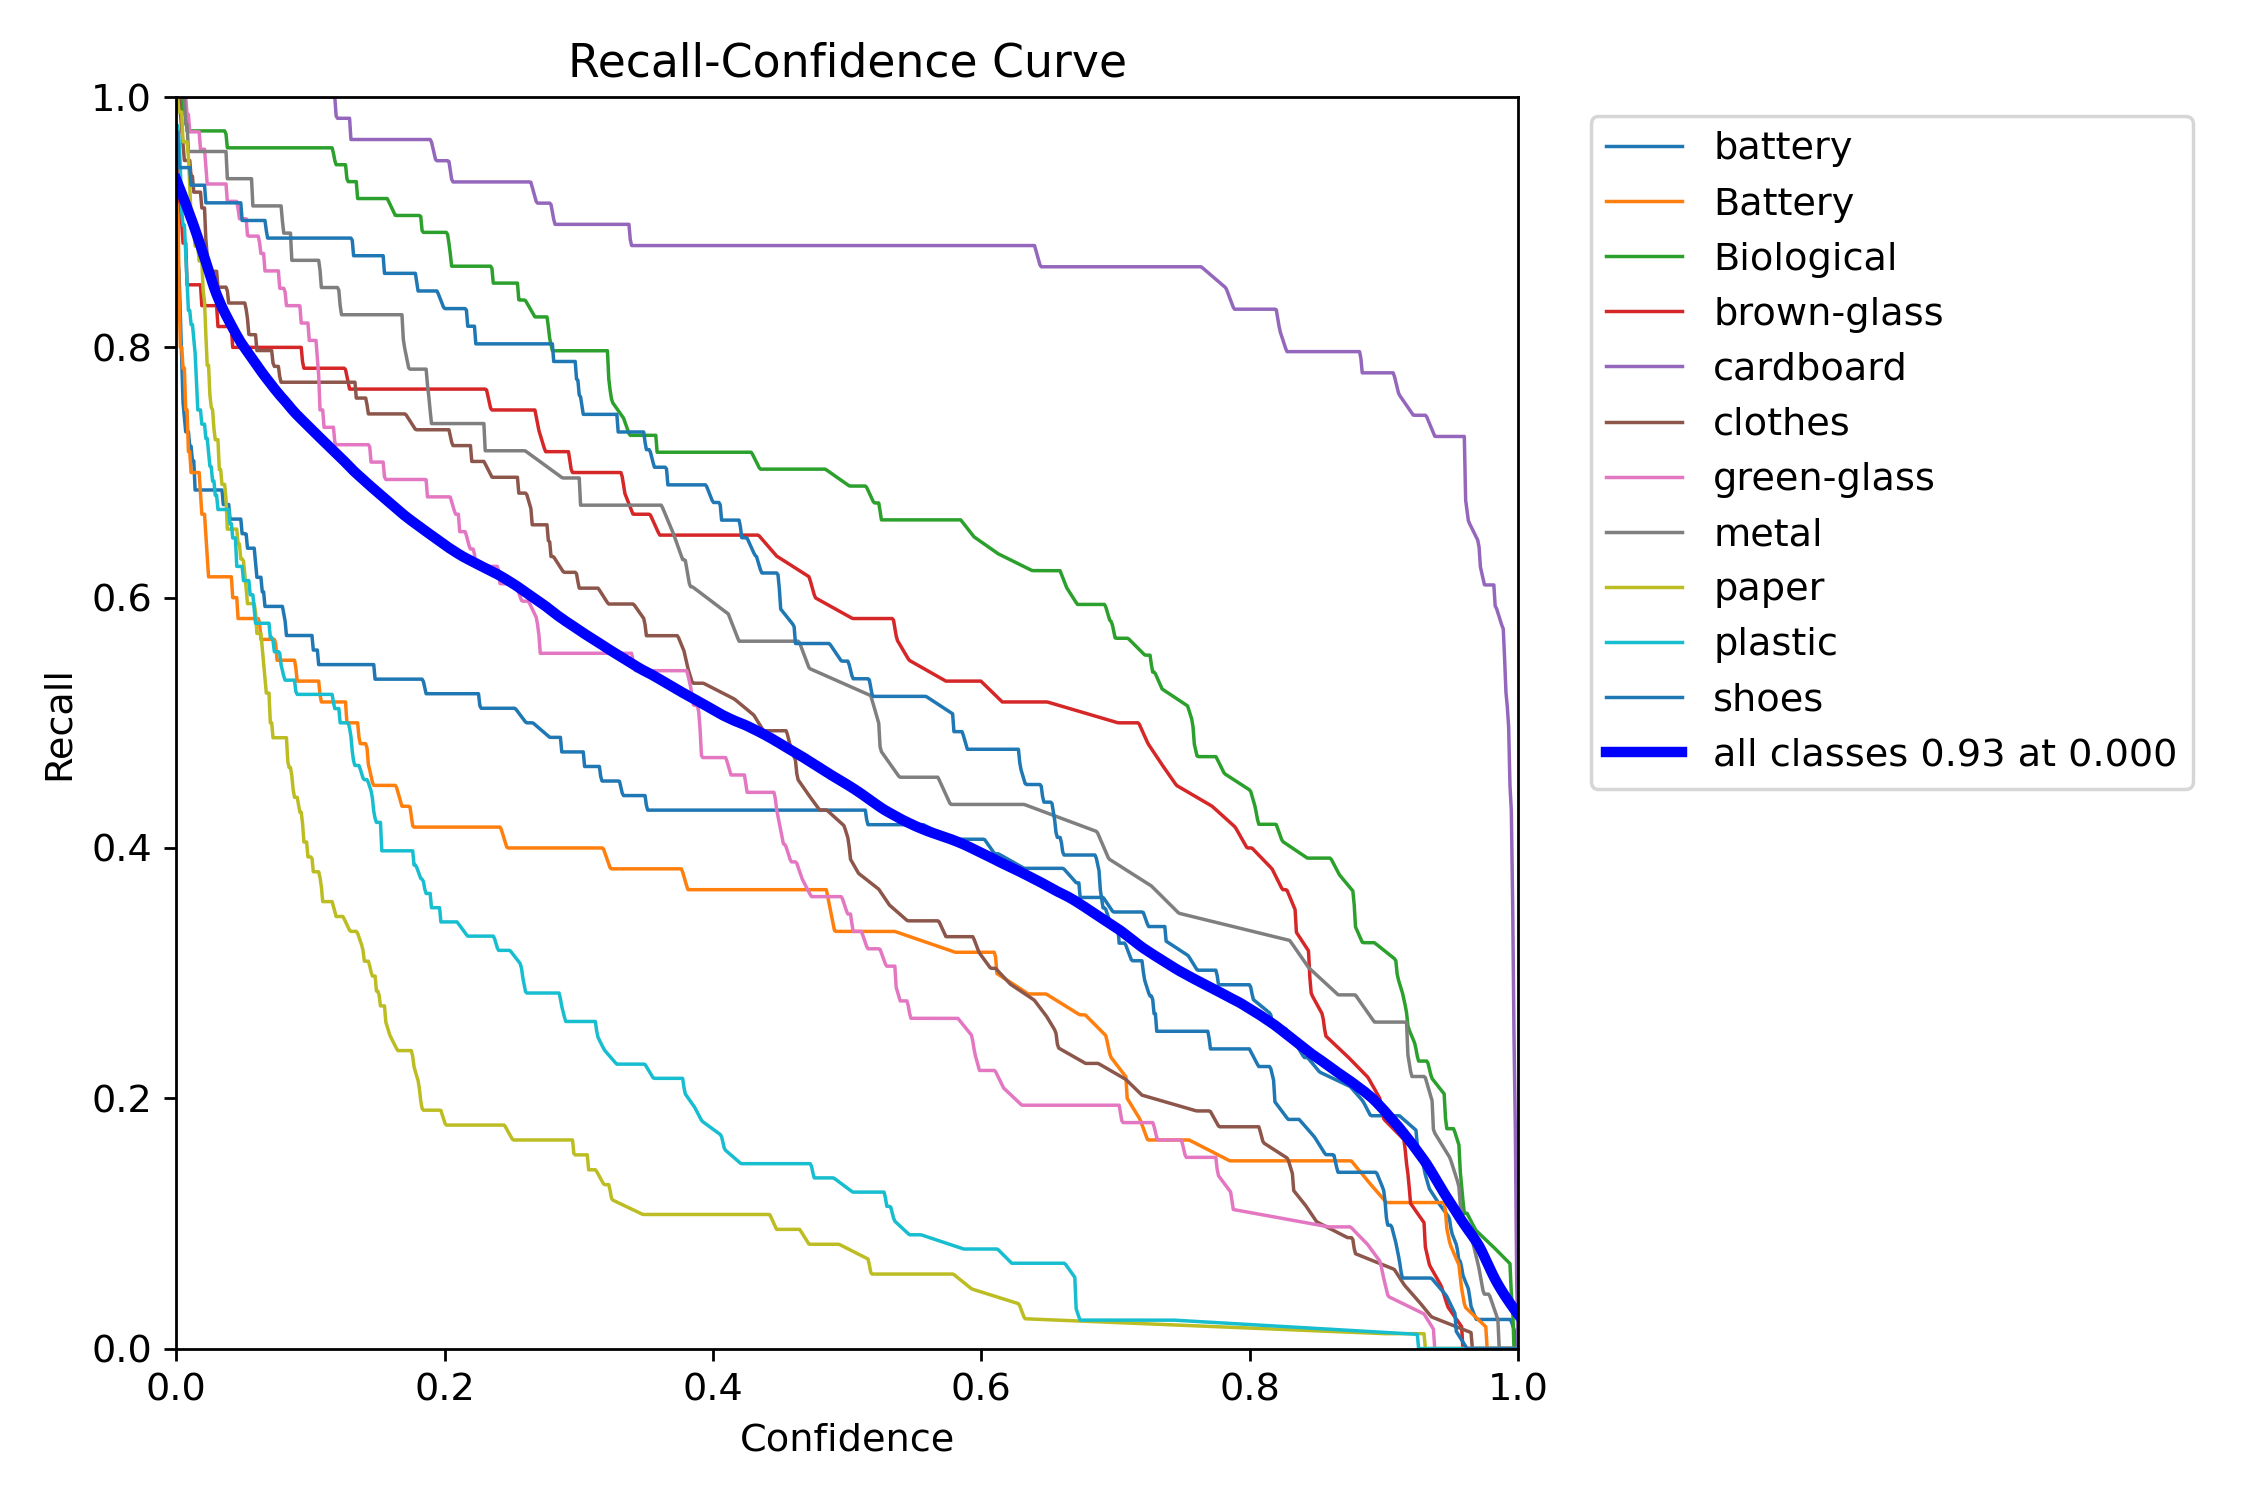 Recall-Confidence Curve
1.0
0.8
0.6
0.4
0.2
0.0
Recall
0.0 0.2 0.4 0.6 0.8 1.0
Confidence
battery
Battery
Biological
brown-glass
cardboard
clothes
green-glass
metal
paper
plastic
shoes
all classes 0.93 at 0.000